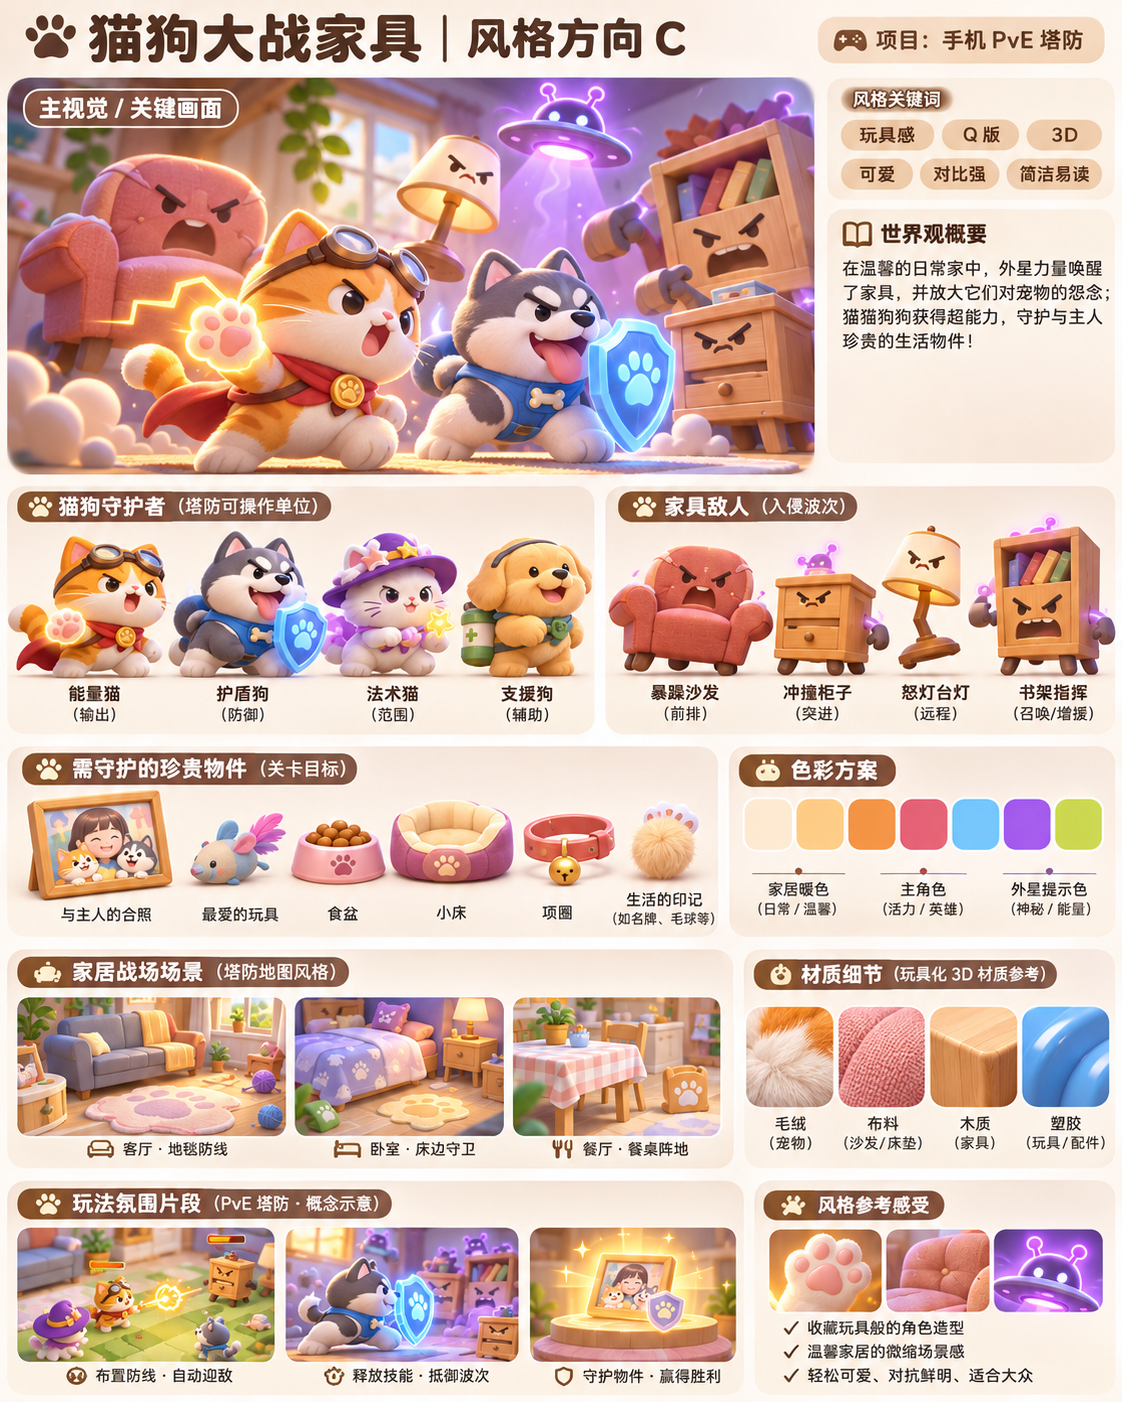 猫狗大战家具 | 风格方向 C
项目：手机 PvE 塔防
主视觉 / 关键画面
风格关键词
玩具感
Q 版
3D
可爱
对比强
简洁易读
世界观概要
在温馨的日常家中，外星力量唤醒
了家具，并放大它们对宠物的怨念；
猫猫狗狗获得超能力，守护与主人
珍贵的生活物件！
猫狗守护者（塔防可操作单位）
能量猫
（输出）
护盾狗
（防御）
法术猫
（范围）
支援狗
（辅助）
家具敌人（入侵波次）
暴躁沙发
（前排）
冲撞柜子
（突进）
怒灯台灯
（远程）
书架指挥
（召唤/增援）
需守护的珍贵物件（关卡目标）
与主人的合照
最爱的玩具
食盆
小床
项圈
生活的印记
（如名牌、毛球等）
色彩方案
家居暖色
（日常 / 温馨）
主角色
（活力 / 英雄）
外星提示色
（神秘 / 能量）
家居战场场景（塔防地图风格）
客厅 · 地毯防线
卧室 · 床边守卫
餐厅 · 餐桌阵地
材质细节（玩具化 3D 材质参考）
毛绒
（宠物）
布料
（沙发/床垫）
木质
（家具）
塑胶
（玩具/配件）
玩法氛围片段（PvE 塔防 · 概念示意）
布置防线 · 自动迎敌
释放技能 · 抵御波次
守护物件 · 赢得胜利
风格参考感受
✓ 收藏玩具般的角色造型
✓ 温馨家居的微缩场景感
✓ 轻松可爱、对抗鲜明、适合大众